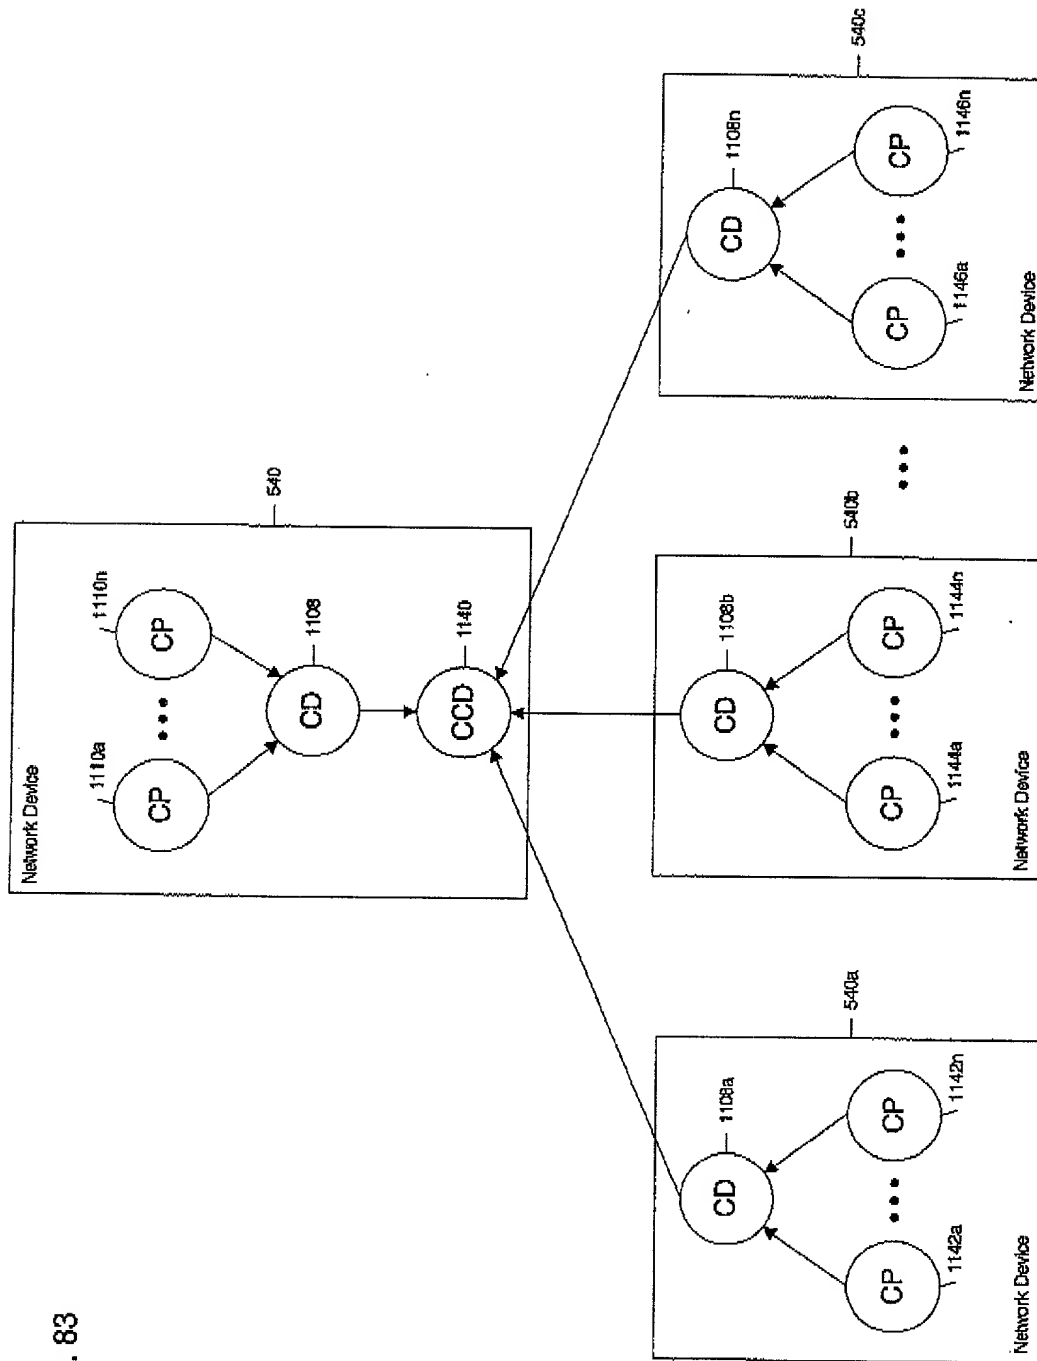 . 83
Network Device
540
1110a
1110n
CP
CP
CD
1108
CCD
1140
540a
540b
540c
CD
1108a
CD
1108b
CD
1108n
CP
CP
CP
CP
CP
CP
1142a
1142n
1144a
1144n
1146a
1146n
Network Device
Network Device
Network Device